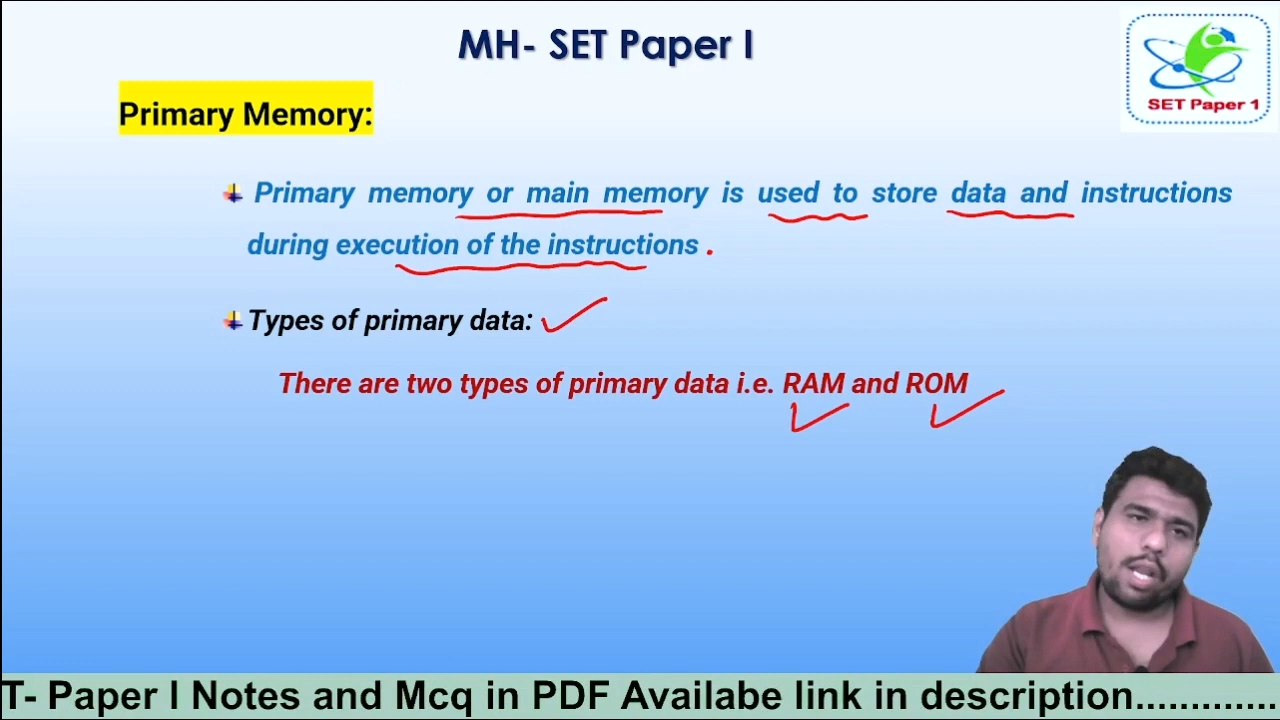 MH- SET Paper I
SET Paper 1
Primary Memory:
Primary memory or main memory is used to store data and instructions
during execution of the instructions .
Types of primary data:
There are two types of primary data i.e. RAM and ROM
T- Paper I Notes and Mcq in PDF Availabe link in description.............